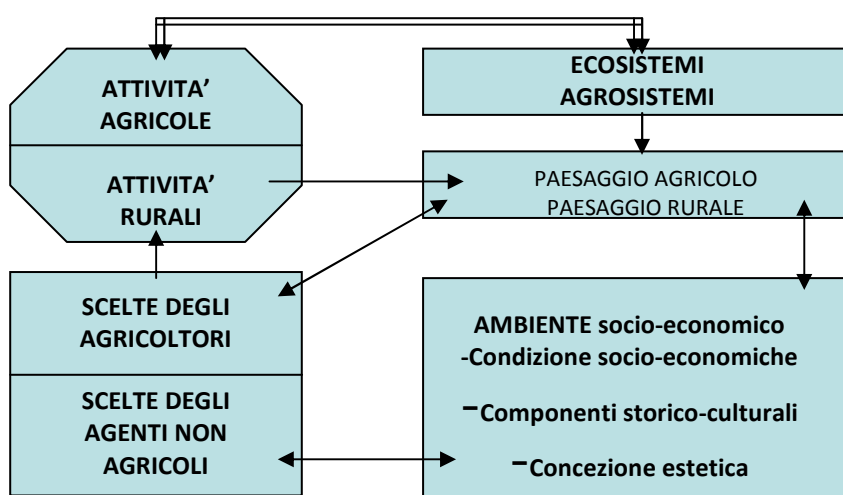 ATTIVITA’
AGRICOLE
ATTIVITA’
RURALI
ECOSISTEMI
AGROSISTEMI
PAESAGGIO AGRICOLO
PAESAGGIO RURALE
SCELTE DEGLI
AGRICOLTORI
SCELTE DEGLI
AGENTI NON
AGRICOLI
AMBIENTE socio-economico
-Condizione socio-economiche
–Componenti storico-culturali
–Concezione estetica